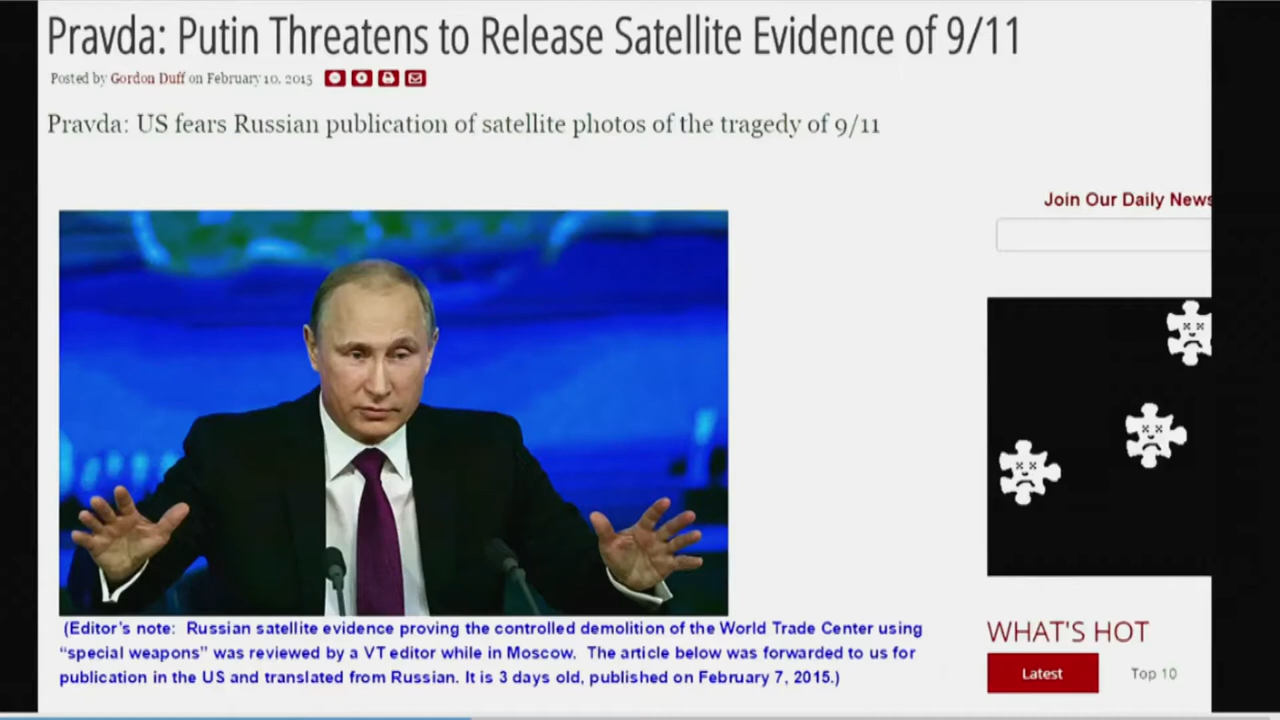 Pravda: Putin Threatens to Release Satellite Evidence of 9/11
Posted by Gordon Duff on February 10, 2015
Pravda: US fears Russian publication of satellite photos of the tragedy of 9/11
Join Our Daily News
(Editor's note: Russian satellite evidence proving the controlled demolition of the World Trade Center using
“special weapons” was reviewed by a VT editor while in Moscow. The article below was forwarded to us for
publication in the US and translated from Russian. It is 3 days old, published on February 7, 2015.)
WHAT'S HOT
Latest
Top 10